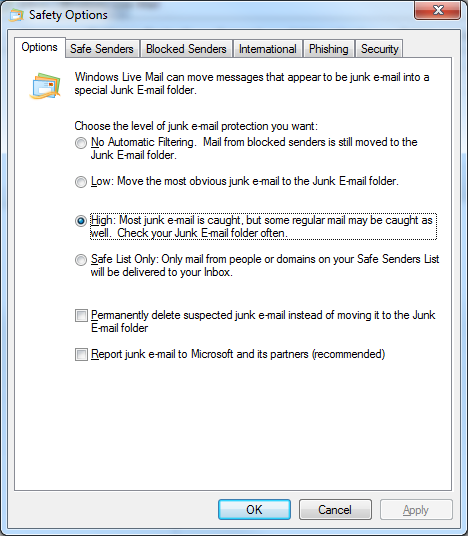 Safety Options
Options Safe Senders Blocked Senders International Phishing Security
Windows Live Mail can move messages that appear to be junk e-mail into a
special Junk E-mail folder.
Choose the level of junk e-mail protection you want:
No Automatic Filtering. Mail from blocked senders is still moved to the
Junk E-mail folder.
Low: Move the most obvious junk e-mail to the Junk E-mail folder.
High: Most junk e-mail is caught, but some regular mail may be caught as
well. Check your Junk E-mail folder often.
Safe List Only: Only mail from people or domains on your Safe Senders List
will be delivered to your Inbox.
Permanently delete suspected junk e-mail instead of moving it to the Junk
E-mail folder
Report junk e-mail to Microsoft and its partners (recommended)
OK Cancel Apply